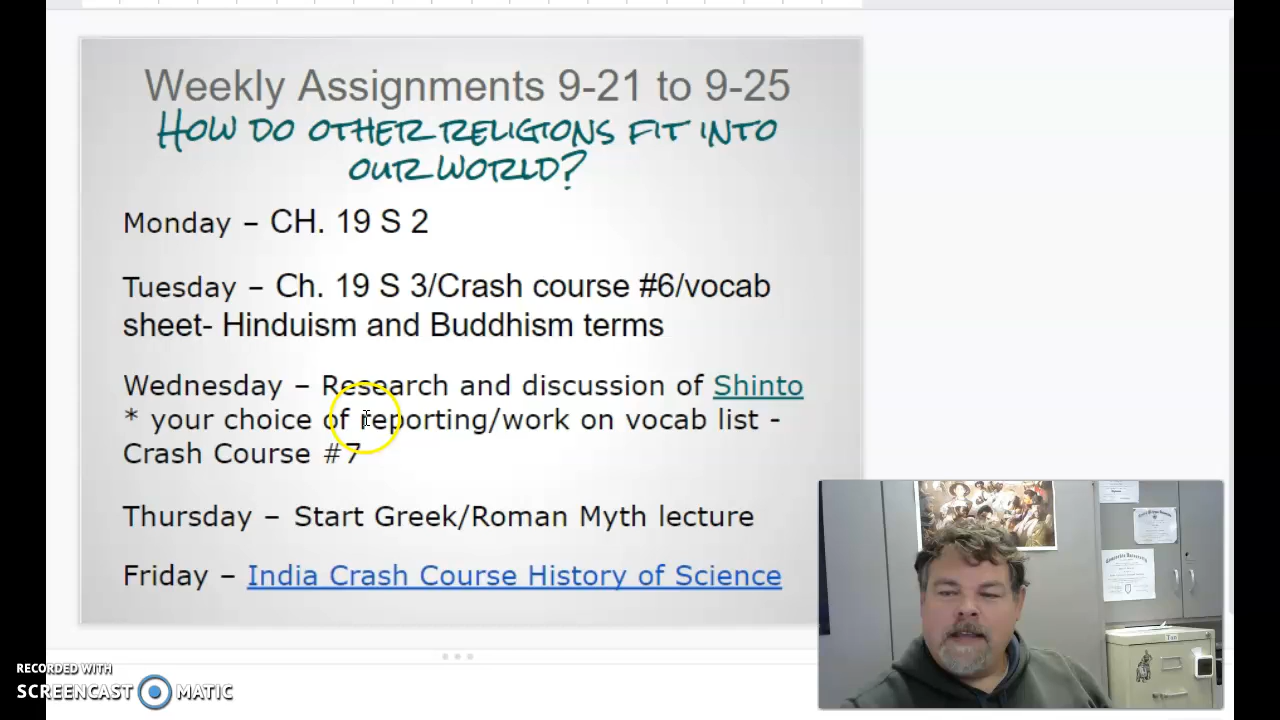 Weekly Assignments 9-21 to 9-25
How do other religions fit into
our world?
Monday – CH. 19 S 2
Tuesday – Ch. 19 S 3/Crash course #6/vocab
sheet- Hinduism and Buddhism terms
Wednesday – Research and discussion of Shinto
* your choice of reporting/work on vocab list -
Crash Course #7
Thursday – Start Greek/Roman Myth lecture
Friday – India Crash Course History of Science
RECORDED WITH
SCREENCAST MATIC